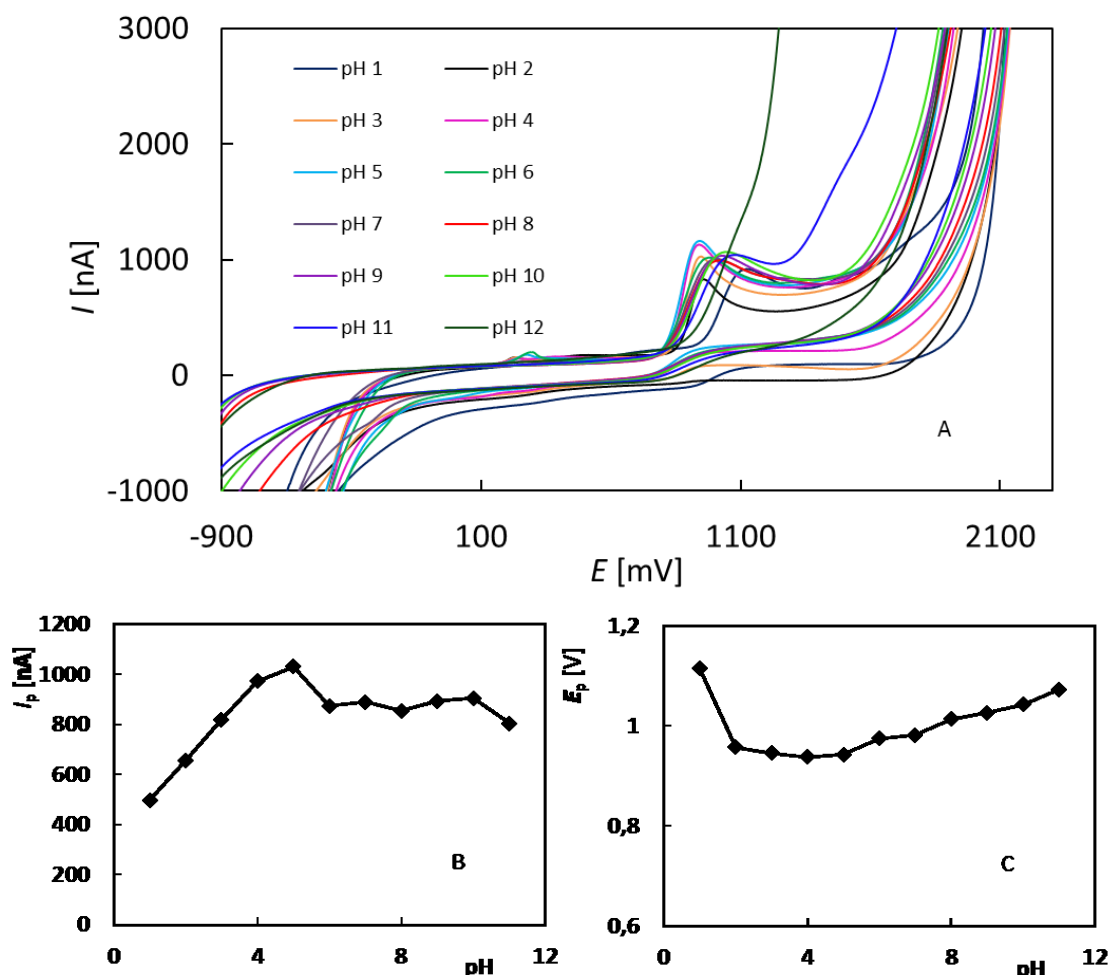 3000
2000
1000
0
-1000
I [nA]
pH 1 pH 2
pH 3 pH 4
pH 5 pH 6
pH 7 pH 8
pH 9 pH 10
pH 11 pH 12
A
-900 100 1100 2100
E [mV]
1200
1000
800
600
400
200
0
Ip [nA]
B
0 4 8 12
pH
1,2
1
0,8
0,6
Ep [V]
C
0 4 8 12
pH